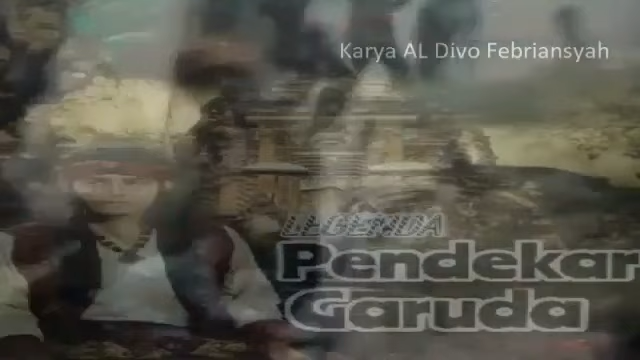 Karya AL Divo Febriansyah
LEGENDA
Pendekar
Garuda